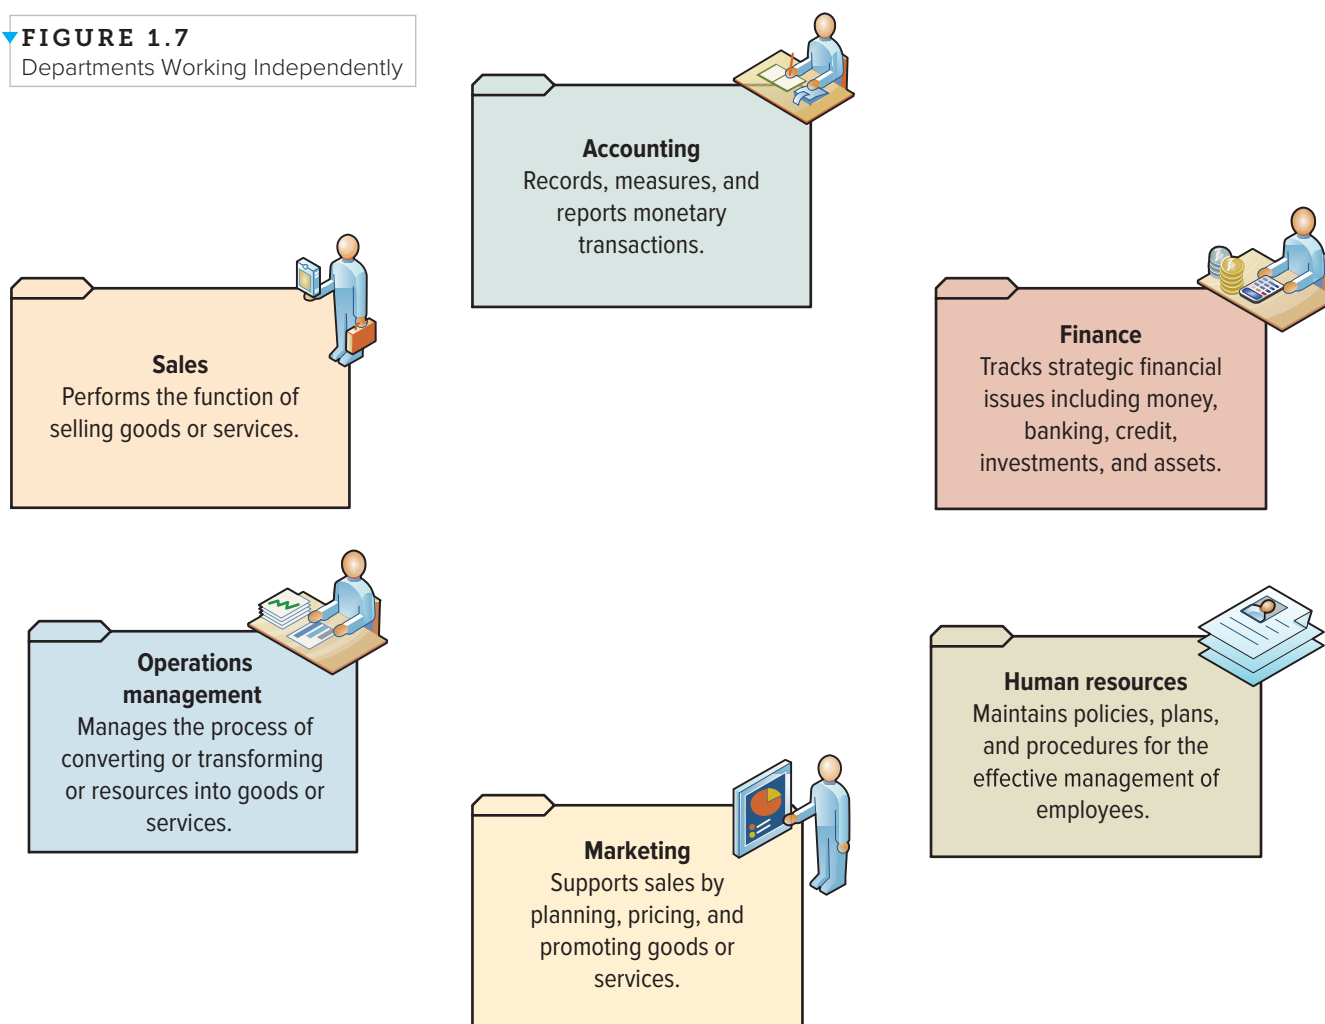 FIGURE 1.7
Departments Working Independently
Accounting
Records, measures, and
reports monetary
transactions.
Sales
Performs the function of
selling goods or services.
Finance
Tracks strategic financial
issues including money,
banking, credit,
investments, and assets.
Operations
management
Manages the process of
converting or transforming
or resources into goods or
services.
Human resources
Maintains policies, plans,
and procedures for the
effective management of
employees.
Marketing
Supports sales by
planning, pricing, and
promoting goods or
services.